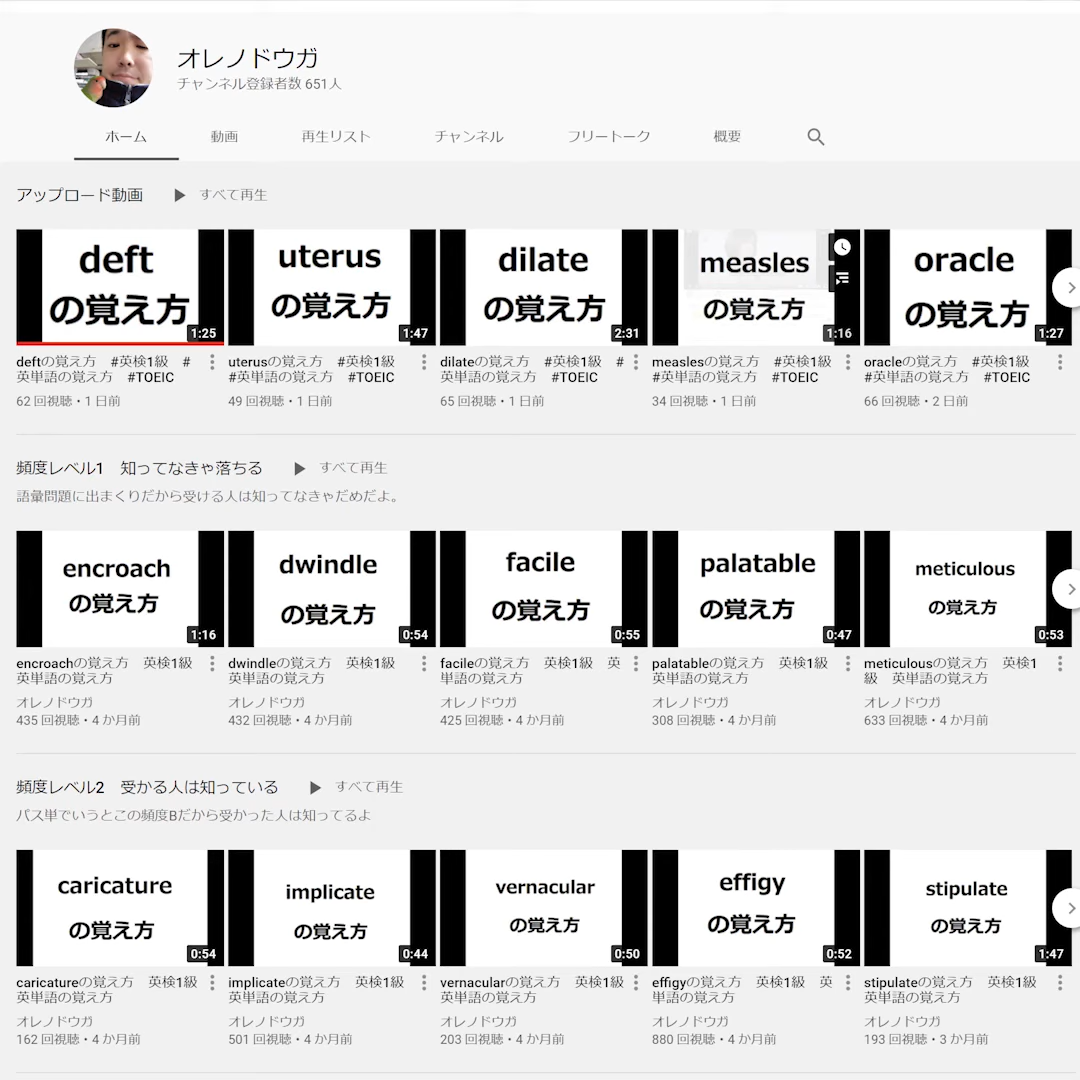 オレノドウガ
チャンネル登録者数 651人
ホーム 動画 再生リスト チャンネル フリートーク 概要
アップロード動画 すべて再生
deft
の覚え方
1:25
deftの覚え方 #英検1級 #
英単語の覚え方 #TOEIC
62 回視聴・1 日前
uterus
の覚え方
1:47
uterusの覚え方 #英検1級
#英単語の覚え方 #TOEIC
49 回視聴・1 日前
dilate
の覚え方
2:31
dilateの覚え方 #英検1級 #
英単語の覚え方 #TOEIC
65 回視聴・1 日前
measles
の覚え方
1:16
measlesの覚え方 #英検1級
#英単語の覚え方 #TOEIC
34 回視聴・1 日前
oracle
の覚え方
1:27
oracleの覚え方 #英検1級
#英単語の覚え方 #TOEIC
66 回視聴・2 日前
頻度レベル1 知ってなきゃ落ちる すべて再生
語彙問題に出まくりだから受ける人は知ってなきゃだめだよ。
encroach
の覚え方
1:16
encroachの覚え方 英検1級
英単語の覚え方
オレノドウガ
435 回視聴・4 か月前
dwindle
の覚え方
0:54
dwindleの覚え方 英検1級
英単語の覚え方
オレノドウガ
432 回視聴・4 か月前
facile
の覚え方
0:55
facileの覚え方 英検1級 英
単語の覚え方
オレノドウガ
425 回視聴・4 か月前
palatable
の覚え方
0:47
palatableの覚え方 英検1級
英単語の覚え方
オレノドウガ
308 回視聴・4 か月前
meticulous
の覚え方
0:53
meticulousの覚え方 英検1
級 英単語の覚え方
オレノドウガ
633 回視聴・4 か月前
頻度レベル2 受かる人は知っている すべて再生
パス単でいうとこの頻度Bだから受かった人は知ってるよ
caricature
の覚え方
0:54
caricatureの覚え方 英検1級
英単語の覚え方
オレノドウガ
162 回視聴・4 か月前
implicate
の覚え方
0:44
implicateの覚え方 英検1級
英単語の覚え方
オレノドウガ
501 回視聴・4 か月前
vernacular
の覚え方
0:50
vernacularの覚え方 英検1級
英単語の覚え方
オレノドウガ
203 回視聴・4 か月前
effigy
の覚え方
0:52
effigyの覚え方 英検1級 英
単語の覚え方
オレノドウガ
880 回視聴・4 か月前
stipulate
の覚え方
1:47
stipulateの覚え方 英検1級
英単語の覚え方
オレノドウガ
193 回視聴・3 か月前